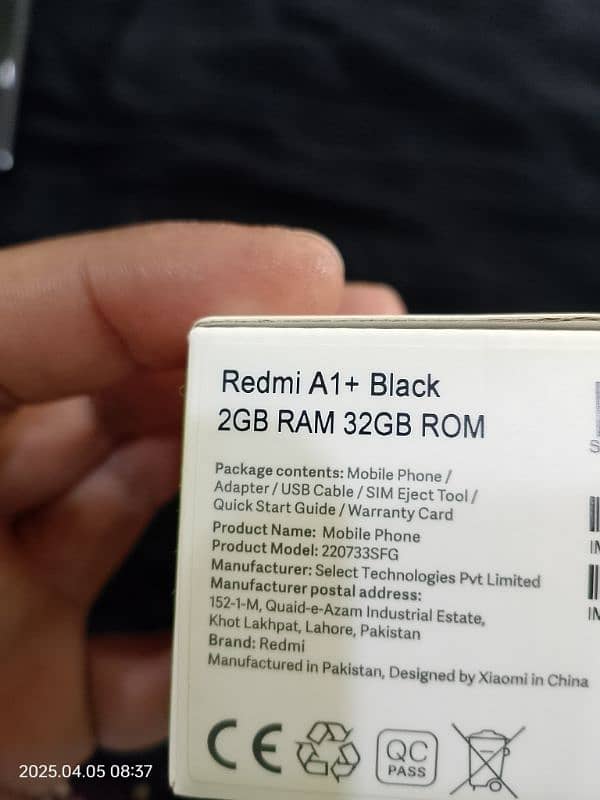 Redmi A1+ Black
2GB RAM 32GB ROM
Package contents: Mobile Phone /
Adapter / USB Cable / SIM Eject Tool /
Quick Start Guide / Warranty Card
Product Name: Mobile Phone
Product Model: 220733SFG
Manufacturer: Select Technologies Pvt Limited
Manufacturer postal address:
152-1-M, Quaid-e-Azam Industrial Estate,
Khot Lakhpat, Lahore, Pakistan
Brand: Redmi
Manufactured in Pakistan, Designed by Xiaomi in China
CE
QC
PASS
2025.04.05 08:37